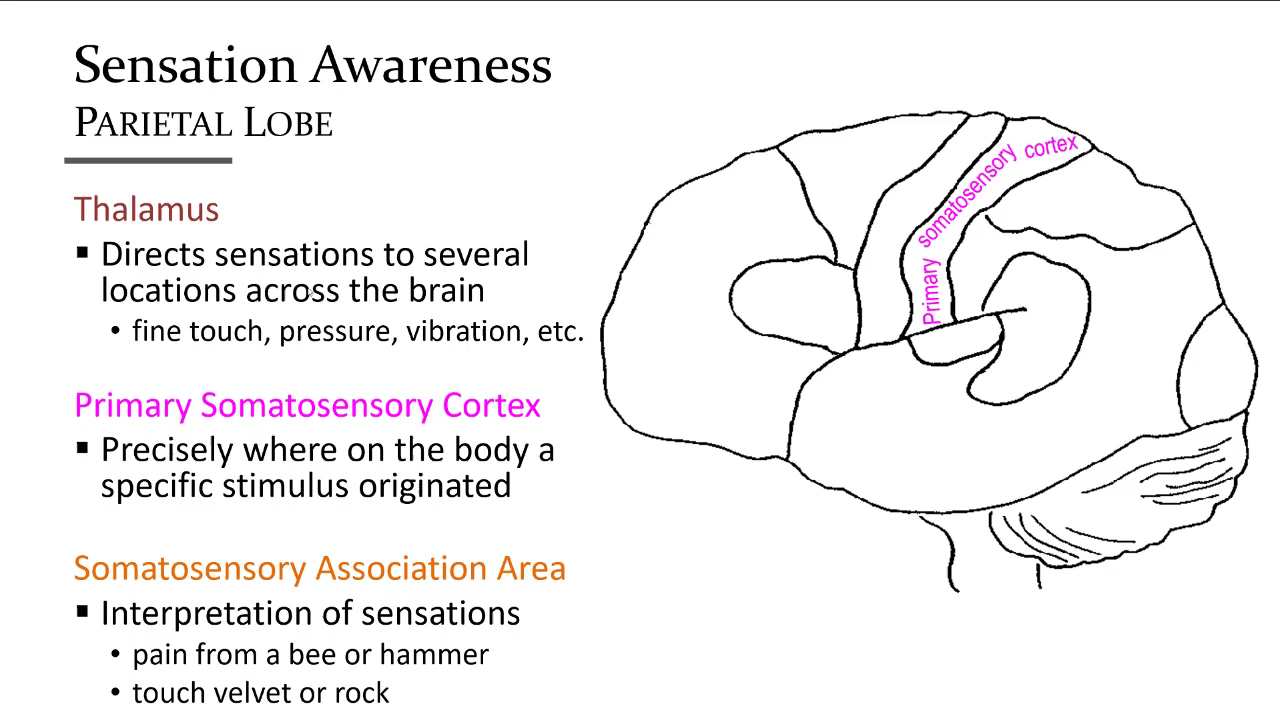 Sensation Awareness
PARIETAL LOBE
Thalamus
▪ Directs sensations to several
locations across the brain
• fine touch, pressure, vibration, etc.
Primary Somatosensory Cortex
▪ Precisely where on the body a
specific stimulus originated
Somatosensory Association Area
▪ Interpretation of sensations
• pain from a bee or hammer
• touch velvet or rock
Primary somatosensory cortex